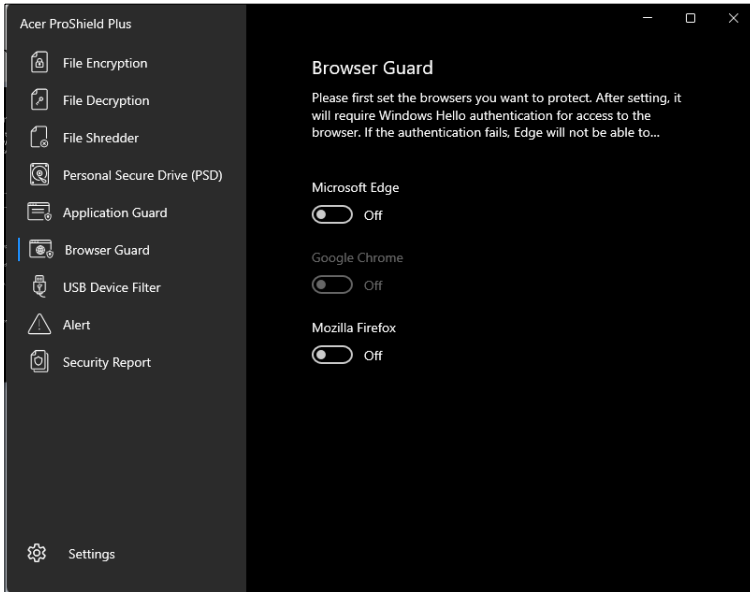 Acer ProShield Plus
File Encryption
File Decryption
File Shredder
Personal Secure Drive (PSD)
Application Guard
Browser Guard
USB Device Filter
Alert
Security Report
Settings
Browser Guard
Please first set the browsers you want to protect. After setting, it
will require Windows Hello authentication for access to the
browser. If the authentication fails, Edge will not be able to...
Microsoft Edge
Off
Google Chrome
Off
Mozilla Firefox
Off